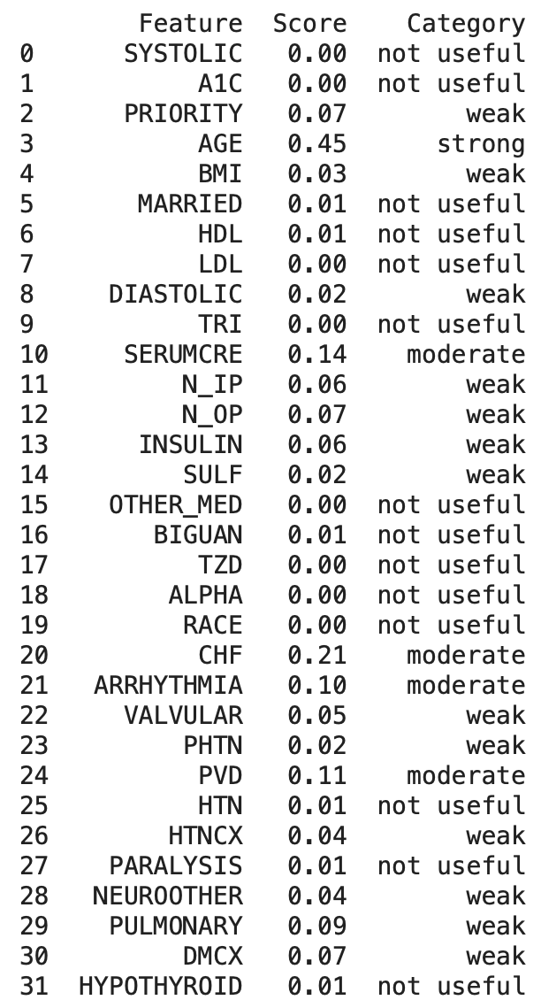 Feature Score Category
0 SYSTOLIC 0.00 not useful
1 A1C 0.00 not useful
2 PRIORITY 0.07 weak
3 AGE 0.45 strong
4 BMI 0.03 weak
5 MARRIED 0.01 not useful
6 HDL 0.01 not useful
7 LDL 0.00 not useful
8 DIASTOLIC 0.02 weak
9 TRI 0.00 not useful
10 SERUMCRE 0.14 moderate
11 N_IP 0.06 weak
12 N_OP 0.07 weak
13 INSULIN 0.06 weak
14 SULF 0.02 weak
15 OTHER_MED 0.00 not useful
16 BIGUAN 0.01 not useful
17 TZD 0.00 not useful
18 ALPHA 0.00 not useful
19 RACE 0.00 not useful
20 CHF 0.21 moderate
21 ARRHYTHMIA 0.10 moderate
22 VALVULAR 0.05 weak
23 PHTN 0.02 weak
24 PVD 0.11 moderate
25 HTN 0.01 not useful
26 HTNCX 0.04 weak
27 PARALYSIS 0.01 not useful
28 NEUROOTHER 0.04 weak
29 PULMONARY 0.09 weak
30 DMCX 0.07 weak
31 HYPOTHYROID 0.01 not useful